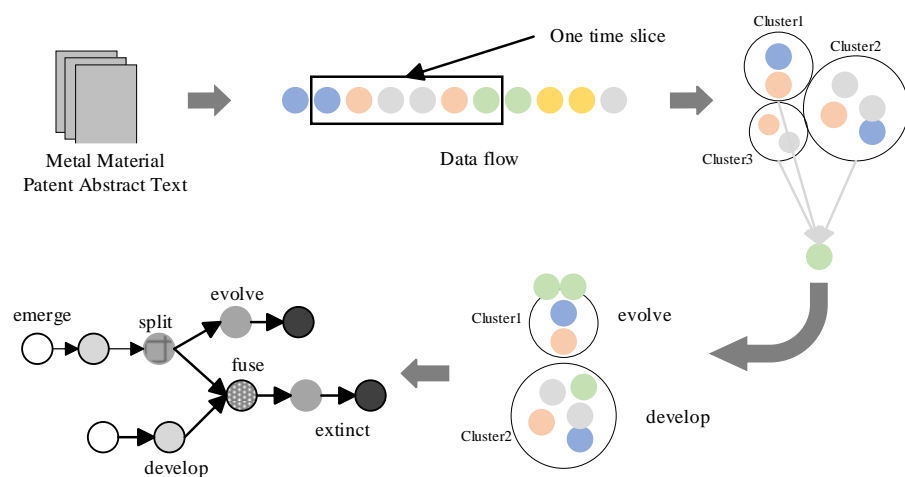 Metal Material
Patent Abstract Text
One time slice
Data flow
Cluster1
Cluster2
Cluster3
Cluster1
evolve
Cluster2
develop
emerge
split
evolve
fuse
develop
extinct